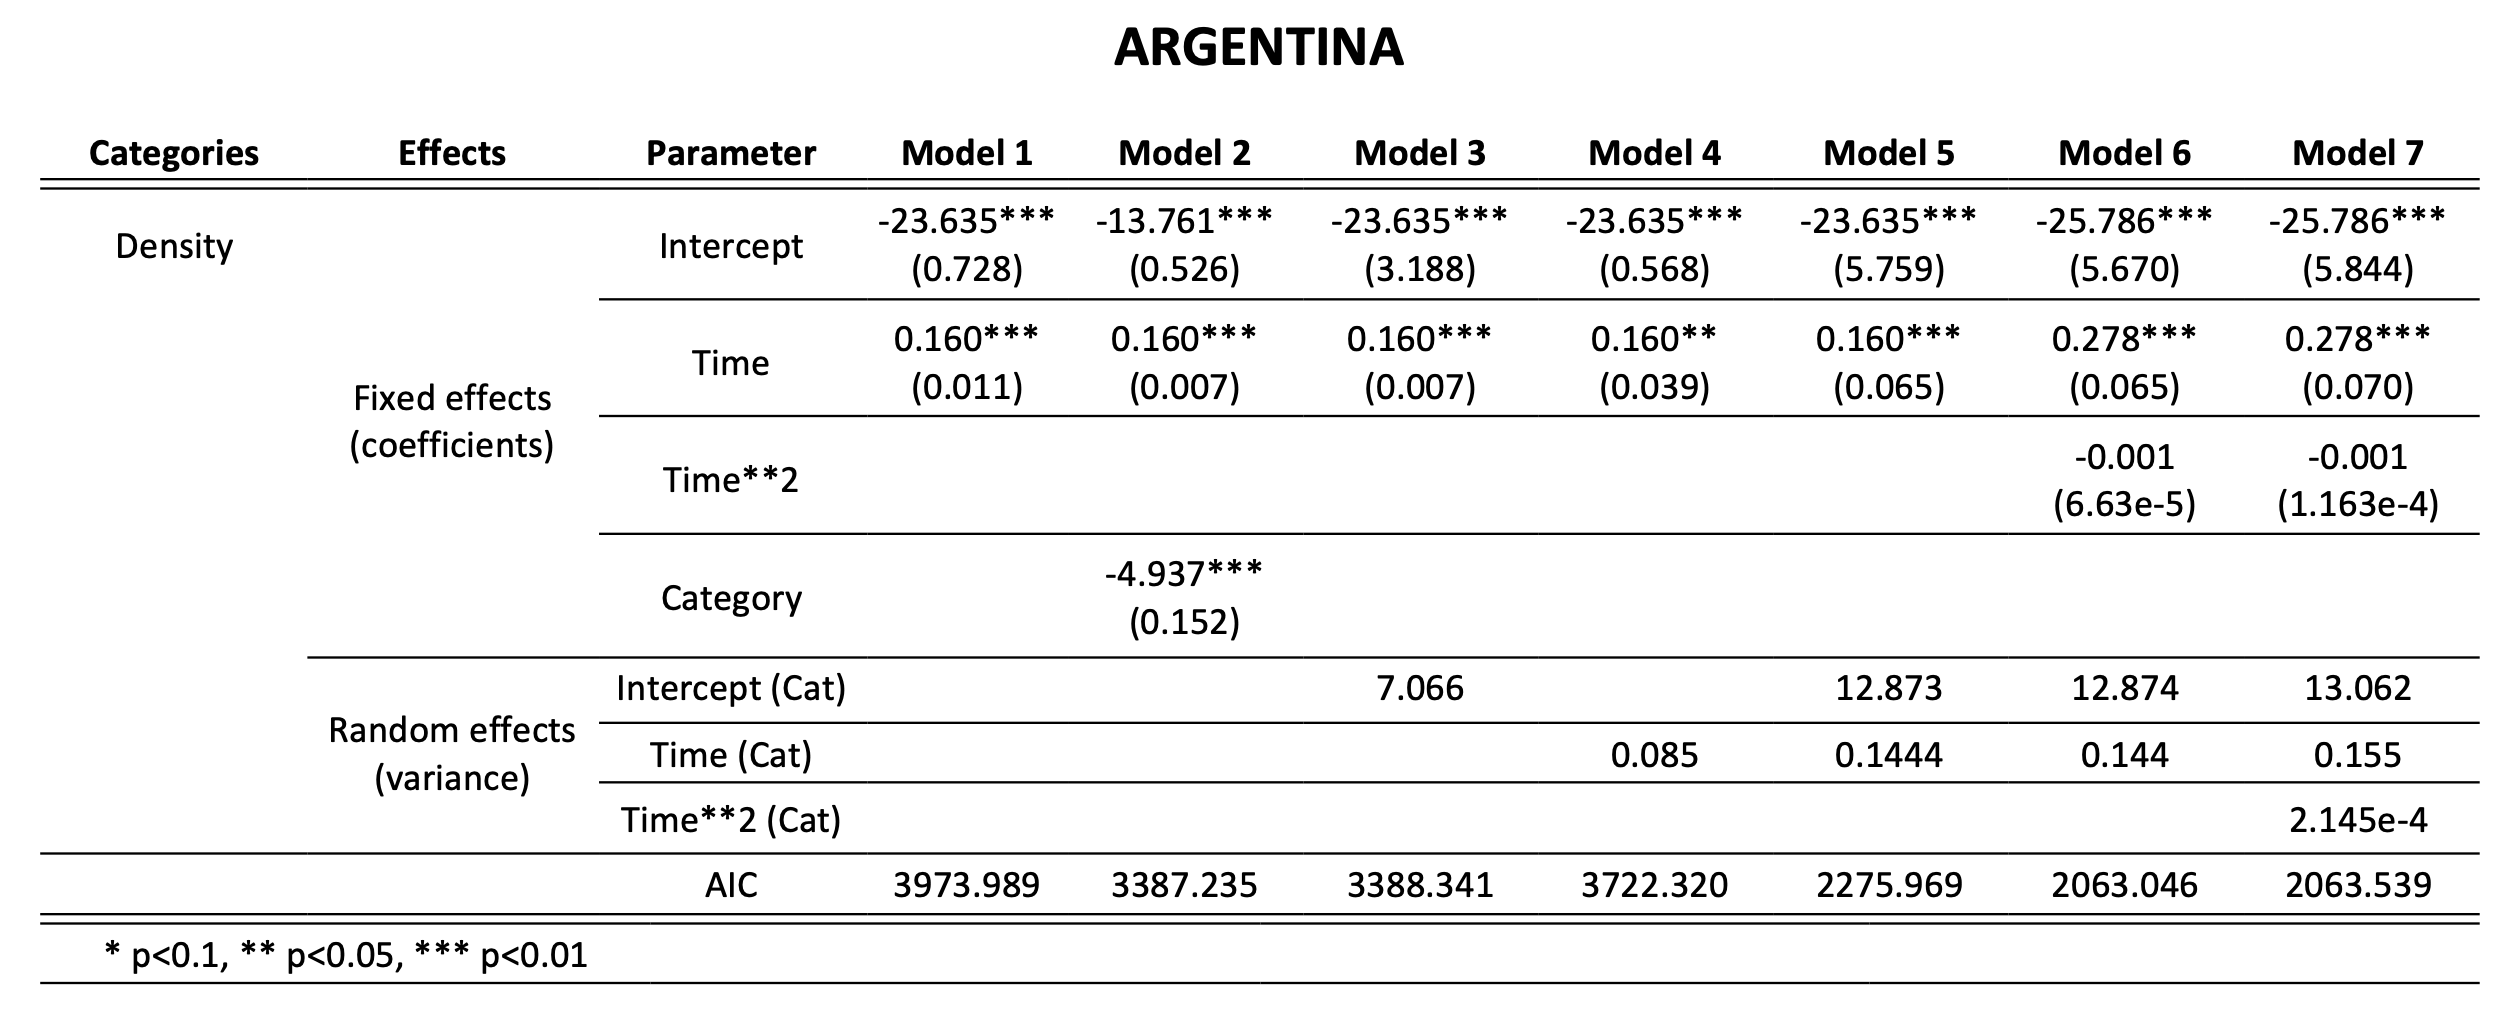 ARGENTINA
Categories Effects Parameter Model 1 Model 2 Model 3 Model 4 Model 5 Model 6 Model 7
Density Intercept -23.635*** -13.761*** -23.635*** -23.635*** -23.635*** -25.786*** -25.786***
(0.728) (0.526) (3.188) (0.568) (5.759) (5.670) (5.844)
Fixed effects
(coefficients)
Time 0.160*** 0.160*** 0.160*** 0.160** 0.160*** 0.278*** 0.278***
(0.011) (0.007) (0.007) (0.039) (0.065) (0.065) (0.070)
Time**2 -0.001 -0.001
(6.63e-5) (1.163e-4)
Category -4.937***
(0.152)
Random effects
(variance)
Intercept (Cat) 7.066 12.873 12.874 13.062
Time (Cat) 0.085 0.1444 0.144 0.155
Time**2 (Cat) 2.145e-4
AIC 3973.989 3387.235 3388.341 3722.320 2275.969 2063.046 2063.539
* p<0.1, ** p<0.05, *** p<0.01